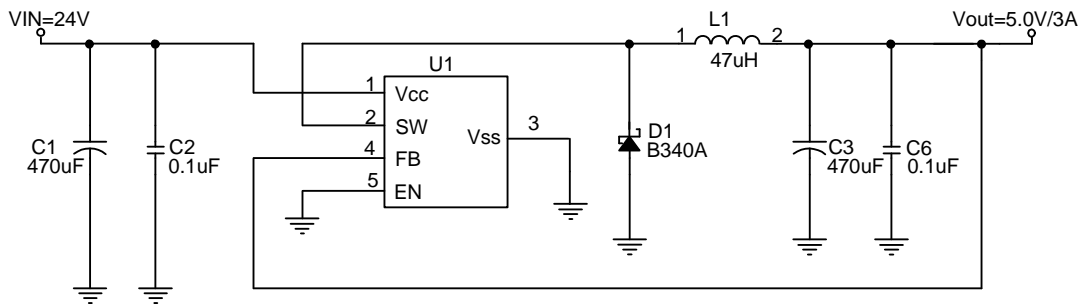 VIN=24V
Vout=5.0V/3A
L1
1 2
47uH
U1
1 Vcc
2 SW
Vss 3
4 FB
5 EN
C1
470uF
C2
0.1uF
D1
B340A
C3
470uF
C6
0.1uF